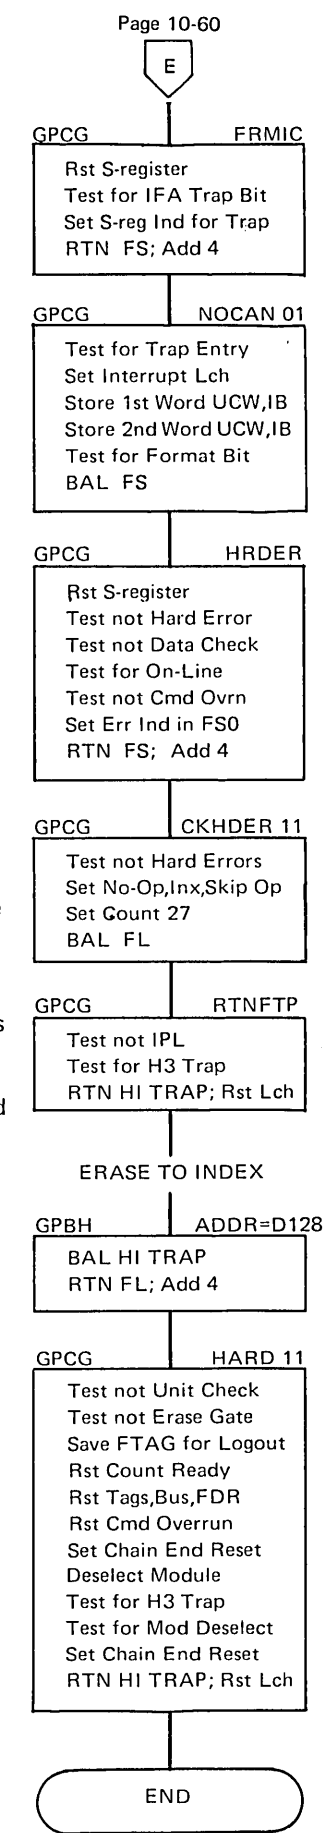 Page 10-60
E
GPCG FRMIC
Rst S-register
Test for IFA Trap Bit
Set S-reg Ind for Trap
RTN FS; Add 4
GPCG NOCAN 01
Test for Trap Entry
Set Interrupt Lch
Store 1st Word UCW,IB
Store 2nd Word UCW,IB
Test for Format Bit
BAL FS
GPCG HRDER
Rst S-register
Test not Hard Error
Test not Data Check
Test for On-Line
Test not Cmd Ovrn
Set Err Ind in FS0
RTN FS; Add 4
GPCG CKHDER 11
Test not Hard Errors
Set No-Op,Inx,Skip Op
Set Count 27
BAL FL
GPCG RTNFTP
Test not IPL
Test for H3 Trap
RTN HI TRAP; Rst Lch
ERASE TO INDEX
GPBH ADDR=D128
BAL HI TRAP
RTN FL; Add 4
GPCG HARD 11
Test not Unit Check
Test not Erase Gate
Save FTAG for Logout
Rst Count Ready
Rst Tags,Bus,FDR
Rst Cmd Overrun
Set Chain End Reset
Deselect Module
Test for H3 Trap
Test for Mod Deselect
Set Chain End Reset
RTN HI TRAP; Rst Lch
END